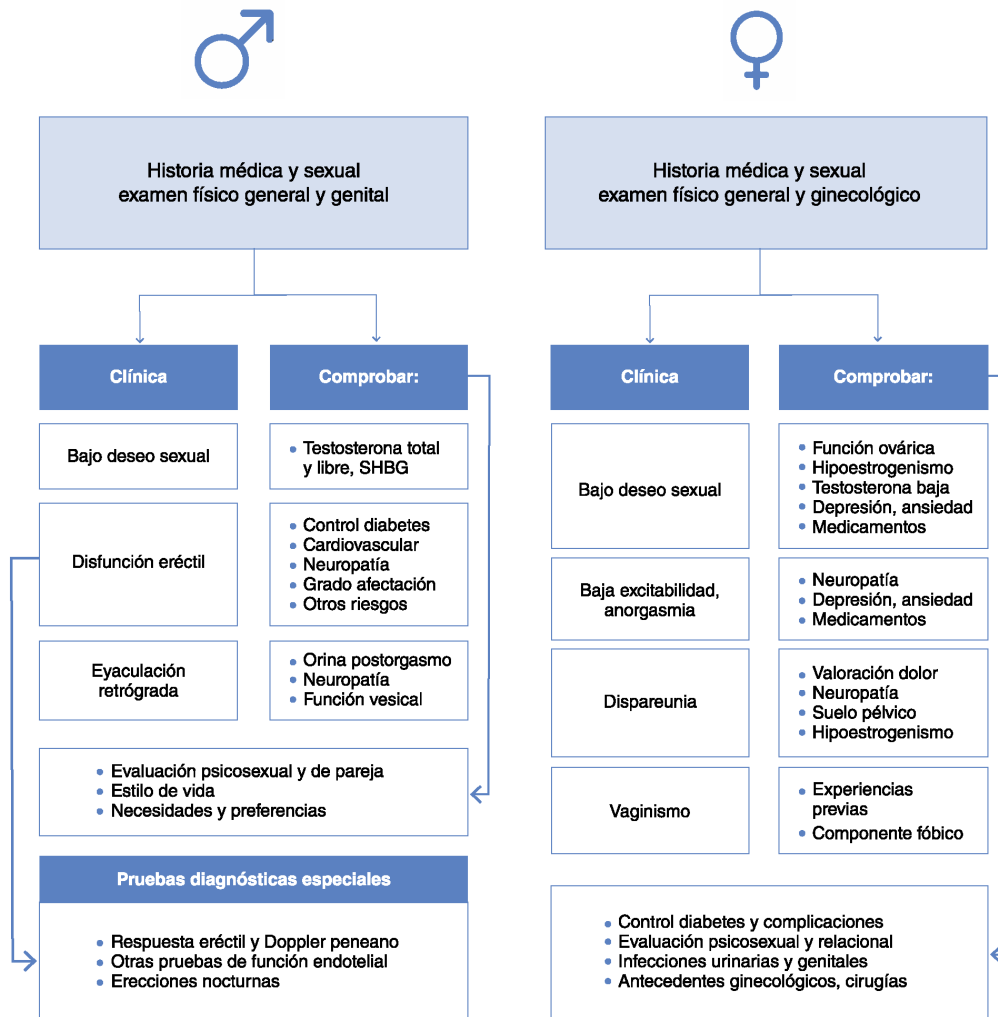 Historia médica y sexual
examen físico general y genital
Clínica
Comprobar:
Bajo deseo sexual
• Testosterona total
y libre, SHBG
Disfunción eréctil
• Control diabetes
• Cardiovascular
• Neuropatía
• Grado afectación
• Otros riesgos
Eyaculación
retrógrada
• Orina postorgasmo
• Neuropatía
• Función vesical
• Evaluación psicosexual y de pareja
• Estilo de vida
• Necesidades y preferencias
Pruebas diagnósticas especiales
• Respuesta eréctil y Doppler peneano
• Otras pruebas de función endotelial
• Erecciones nocturnas
Historia médica y sexual
examen físico general y ginecológico
Clínica
Comprobar:
Bajo deseo sexual
• Función ovárica
• Hipoestrogenismo
• Testosterona baja
• Depresión, ansiedad
• Medicamentos
Baja excitabilidad,
anorgasmia
• Neuropatía
• Depresión, ansiedad
• Medicamentos
Dispareunia
• Valoración dolor
• Neuropatía
• Suelo pélvico
• Hipoestrogenismo
Vaginismo
• Experiencias
previas
• Componente fóbico
• Control diabetes y complicaciones
• Evaluación psicosexual y relacional
• Infecciones urinarias y genitales
• Antecedentes ginecológicos, cirugías